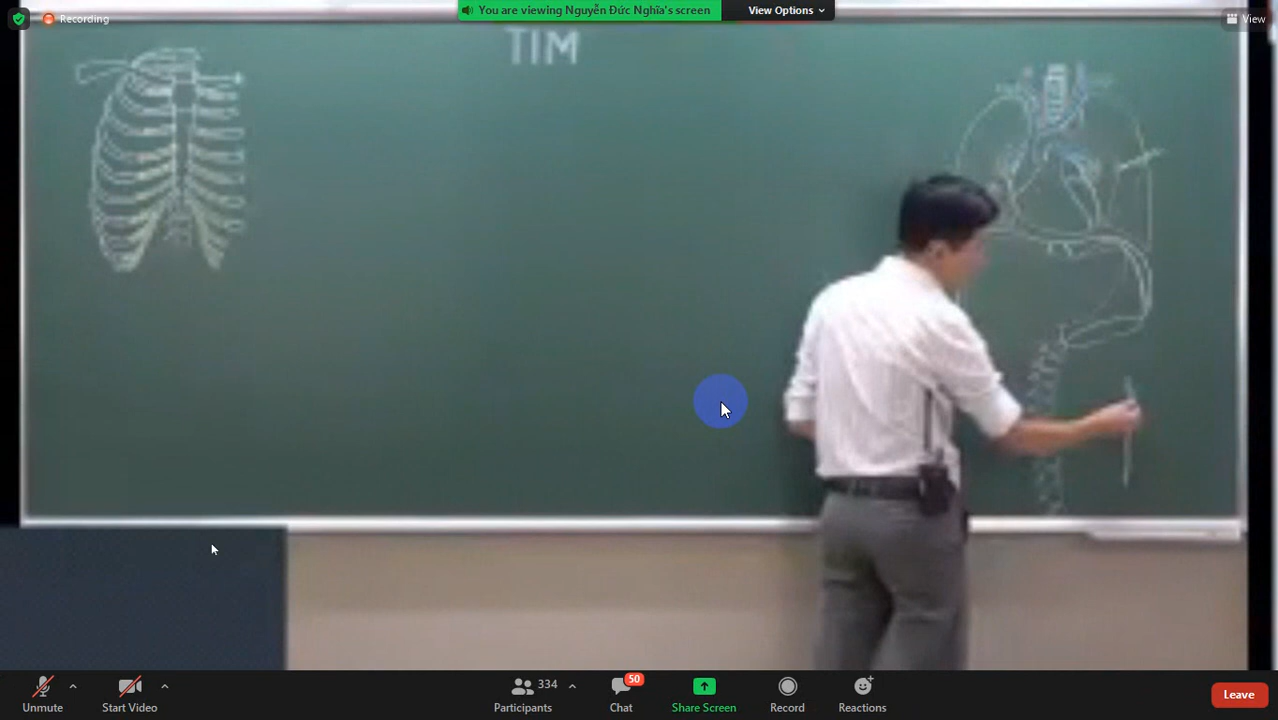 You are viewing Nguyễn Đức Nghĩa's screen
View Options
Recording
View
TIM
Unmute
Start Video
334
Participants
50
Chat
Share Screen
Record
Reactions
Leave